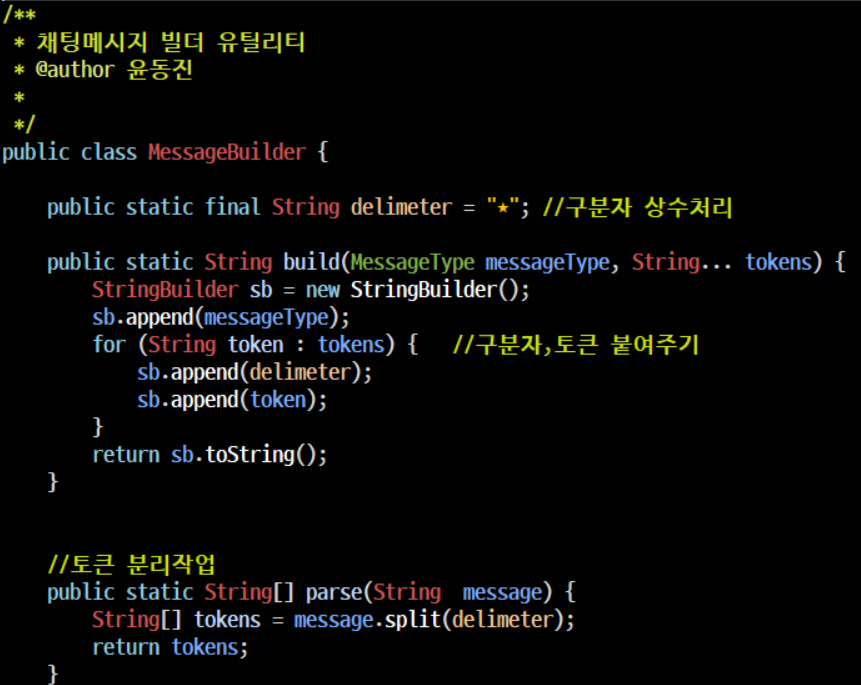 /**
 * 채팅메시지 빌더 유틸리티
 * @author 윤동진
 *
 */
public class MessageBuilder {
    public static final String delimeter = "★"; //구분자 상수처리
    public static String build(MessageType messageType, String... tokens) {
        StringBuilder sb = new StringBuilder();
        sb.append(messageType);
        for (String token : tokens) {   //구분자,토큰 붙여주기
            sb.append(delimeter);
            sb.append(token);
        }
        return sb.toString();
    }
    //토큰 분리작업
    public static String[] parse(String  message) {
        String[] tokens = message.split(delimeter);
        return tokens;
    }